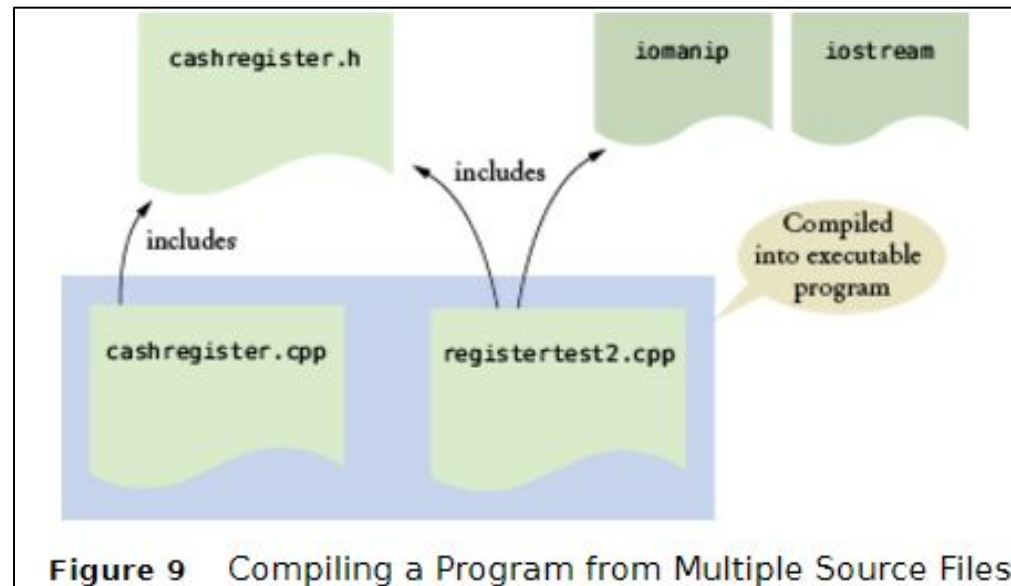 cashregister.h
iomanip
iostream
includes
includes
Compiled
into executable
program
cashregister.cpp
registertest2.cpp
Figure 9 Compiling a Program from Multiple Source Files